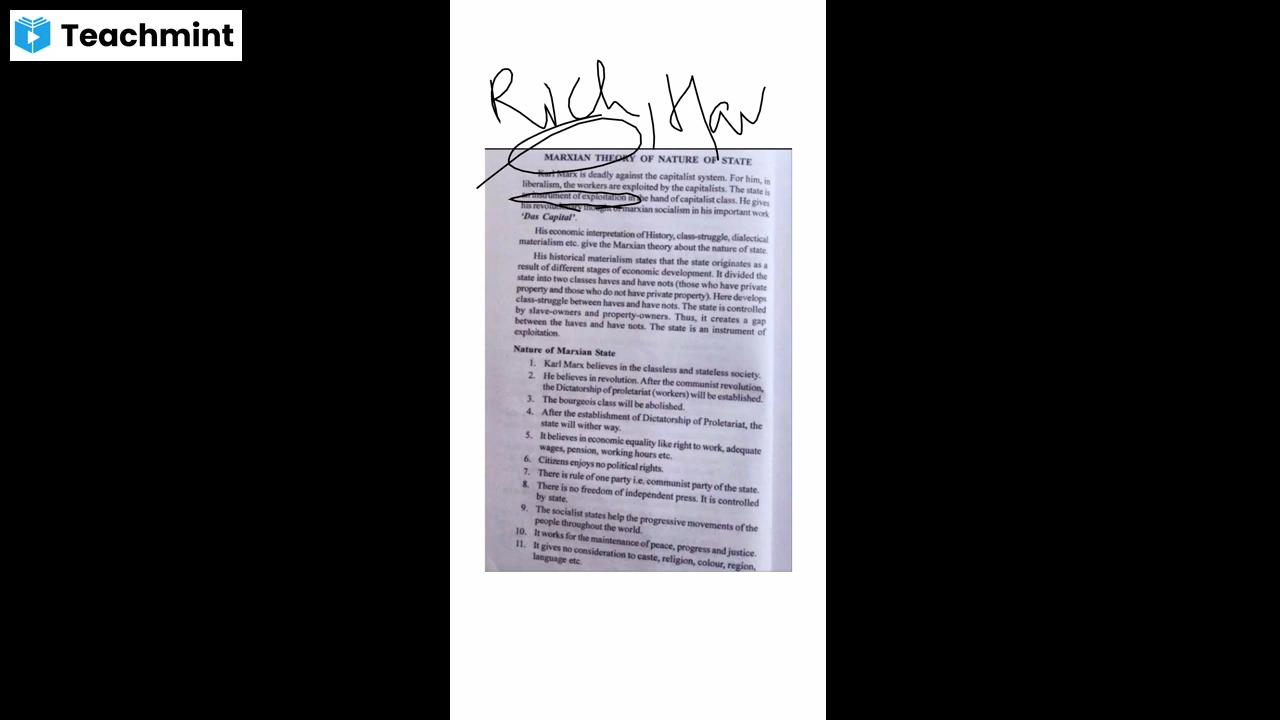 Teachmint
Rich, Hav
MARXIAN THEORY OF NATURE OF STATE
Karl Marx is deadly against the capitalist system. For him, in
liberalism, the workers are exploited by the capitalists. The state is
an instrument of exploitation in the hand of capitalist class. He gives
his revolutionary thought of marxian socialism in his important work
'Das Capital'.
His economic interpretation of History, class-struggle, dialectical
materialism etc. give the Marxian theory about the nature of state.
His historical materialism states that the state originates as a
result of different stages of economic development. It divided the
state into two classes haves and have nots (those who have private
property and those who do not have private property). Here develops
class-struggle between haves and have nots. The state is controlled
by slave-owners and property-owners. Thus, it creates a gap
between the haves and have nots. The state is an instrument of
exploitation.
Nature of Marxian State
1. Karl Marx believes in the classless and stateless society.
2. He believes in revolution. After the communist revolution,
the Dictatorship of proletariat (workers) will be established.
3. The bourgeois class will be abolished.
4. After the establishment of Dictatorship of Proletariat, the
state will wither way.
5. It believes in economic equality like right to work, adequate
wages, pension, working hours etc.
6. Citizens enjoys no political rights.
7. There is rule of one party i.e. communist party of the state.
8. There is no freedom of independent press. It is controlled
by state.
9. The socialist states help the progressive movements of the
people throughout the world.
10. It works for the maintenance of peace, progress and justice.
11. It gives no consideration to caste, religion, colour, region,
language etc.